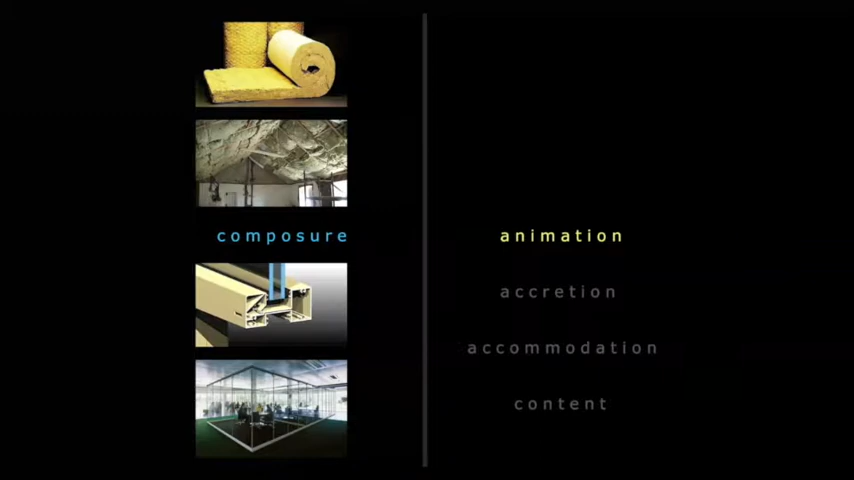 composure
animation
accretion
accommodation
content